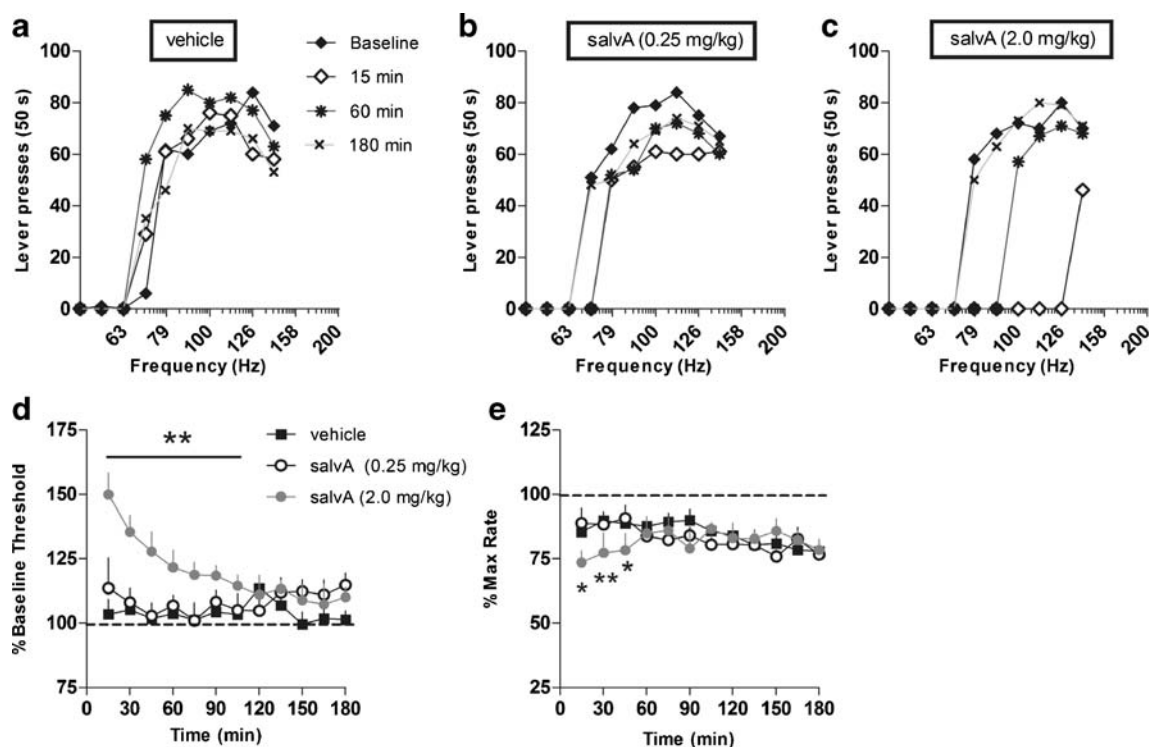 a
vehicle
Baseline
15 min
60 min
180 min
Lever presses (50 s)
100
80
60
40
20
0
63
79
100
126
158
200
Frequency (Hz)
b
salvA (0.25 mg/kg)
Lever presses (50 s)
100
80
60
40
20
0
63
79
100
126
158
200
Frequency (Hz)
c
salvA (2.0 mg/kg)
Lever presses (50 s)
100
80
60
40
20
0
63
79
100
126
158
200
Frequency (Hz)
d
**
vehicle
salvA (0.25 mg/kg)
salvA (2.0 mg/kg)
%Baseline Threshold
175
150
125
100
75
0
30
60
90
120
150
180
Time (min)
e
% Max Rate
125
100
75
50
25
*
**
*
0
30
60
90
120
150
180
Time (min)